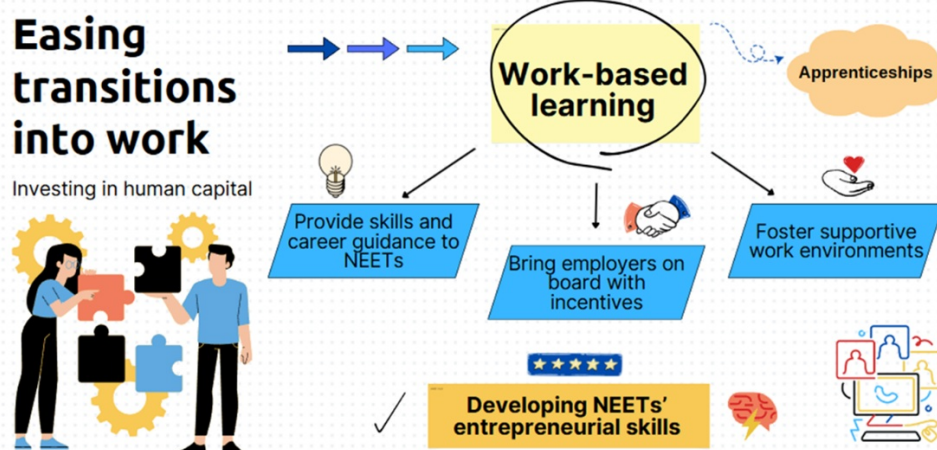 Easing
transitions
into work
Investing in human capital
Work-based
learning
Apprenticeships
Provide skills and
career guidance to
NEETs
Bring employers on
board with
incentives
Foster supportive
work environments
Developing NEETs’
entrepreneurial skills